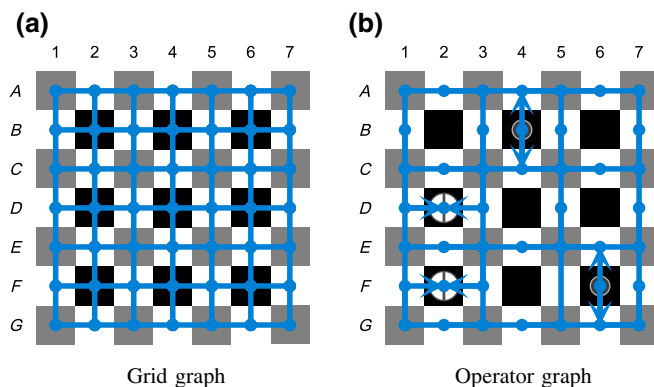 (a) (b)
1 2 3 4 5 6 7 1 2 3 4 5 6 7
A A
B B
C C
D D
E E
F F
G G
Grid graph Operator graph